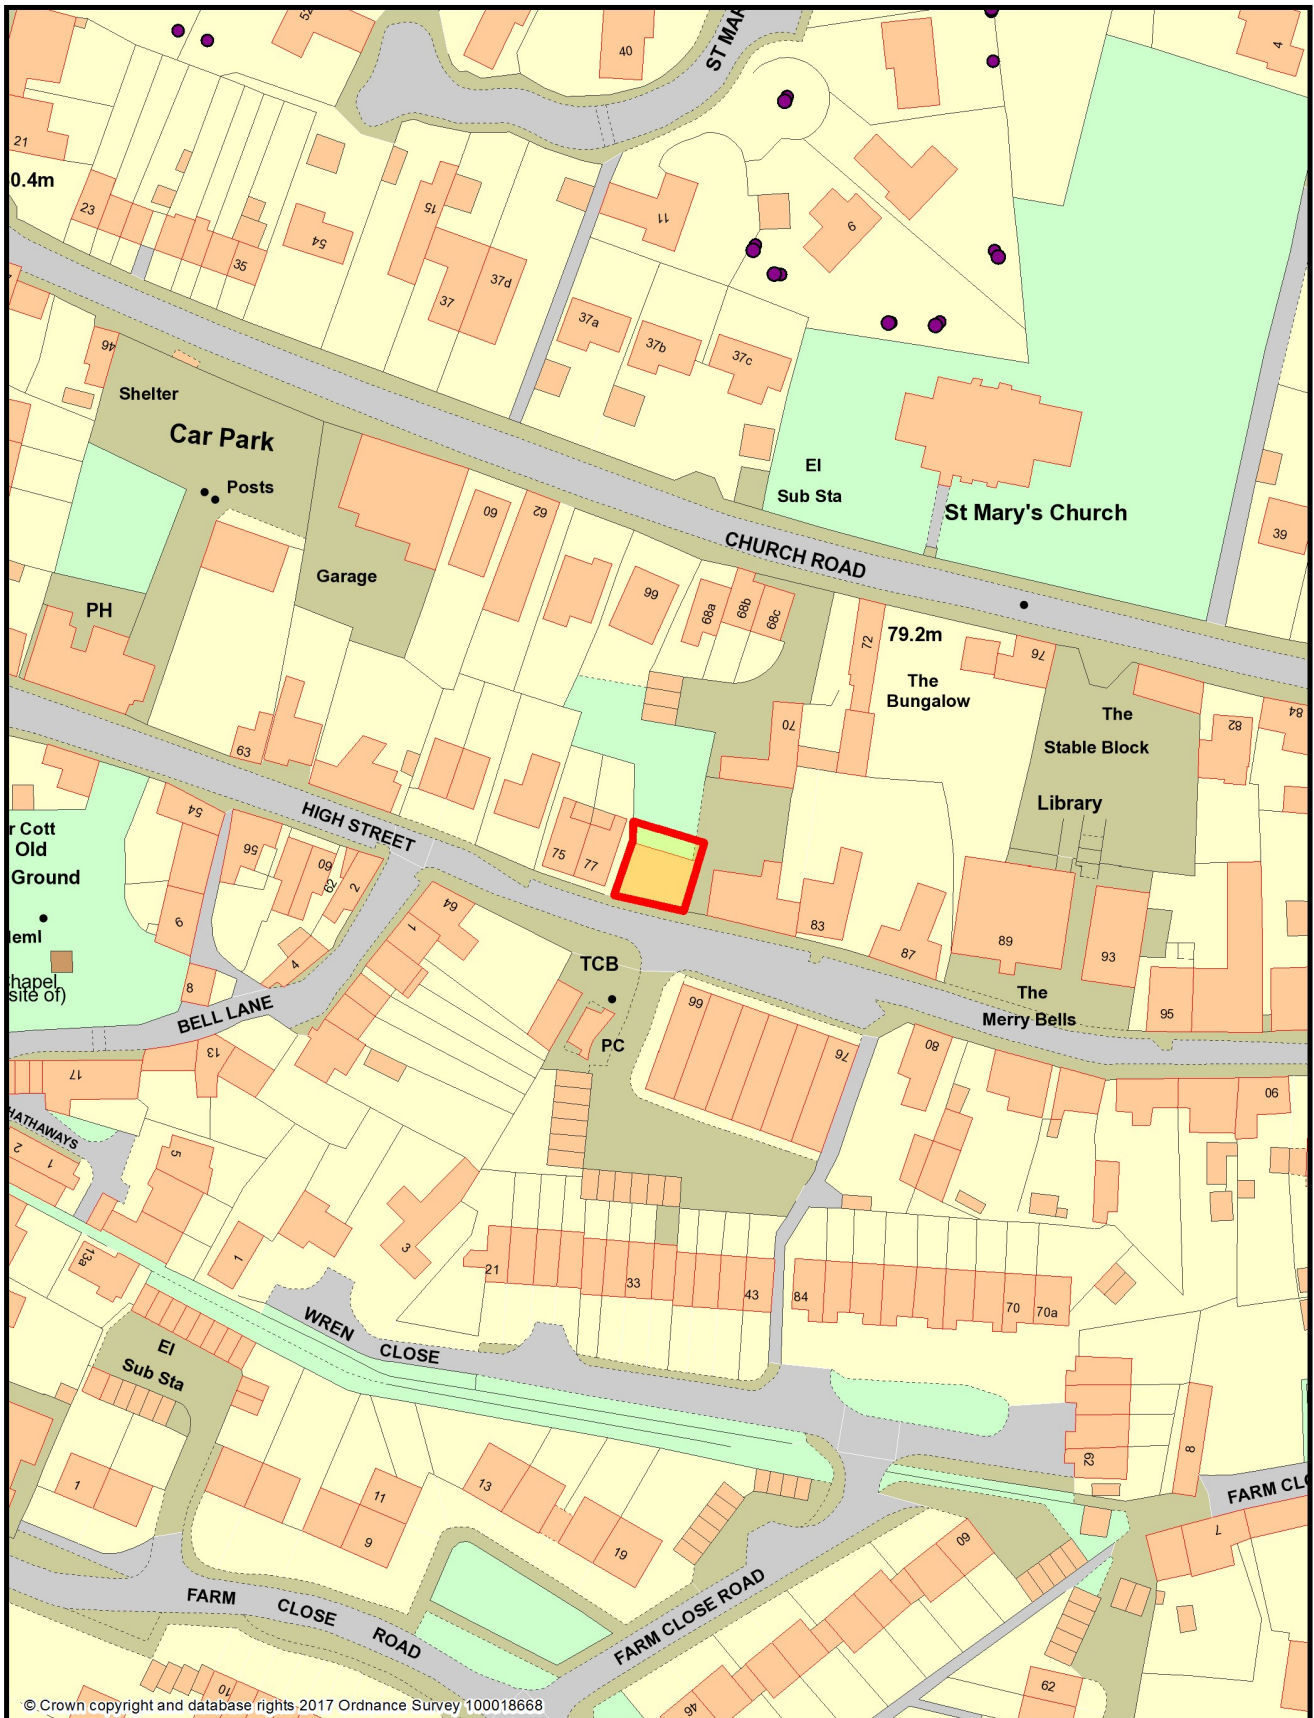 52
40
ST MAR
4
21
0.4m
23
35
54
15
37
37d
11
9
37a
37b
37c
46
Shelter
Car Park
Posts
El
Sub Sta
St Mary's Church
39
60
62
CHURCH ROAD
Garage
PH
66
68a
68b
68c
72
79.2m
76
The
Bungalow
The
Stable Block
84
82
70
63
Library
HIGH STREET
54
56
60
62
2
75
77
r Cott
Old
Ground
83
87
89
93
95
9
64
1
4
TCB
eml
hapel
site of)
8
BELL LANE
The
Merry Bells
66
76
80
PC
13
17
90
HATHAWAYS
2
1
5
13a
1
3
21
33
43
84
70
70a
WREN
CLOSE
El
Sub Sta
62
8
1
11
9
13
19
60
FARM CLO
7
FARM
CLOSE
ROAD
FARM CLOSE ROAD
10
46
62
© Crown copyright and database rights 2017 Ordnance Survey 100018668